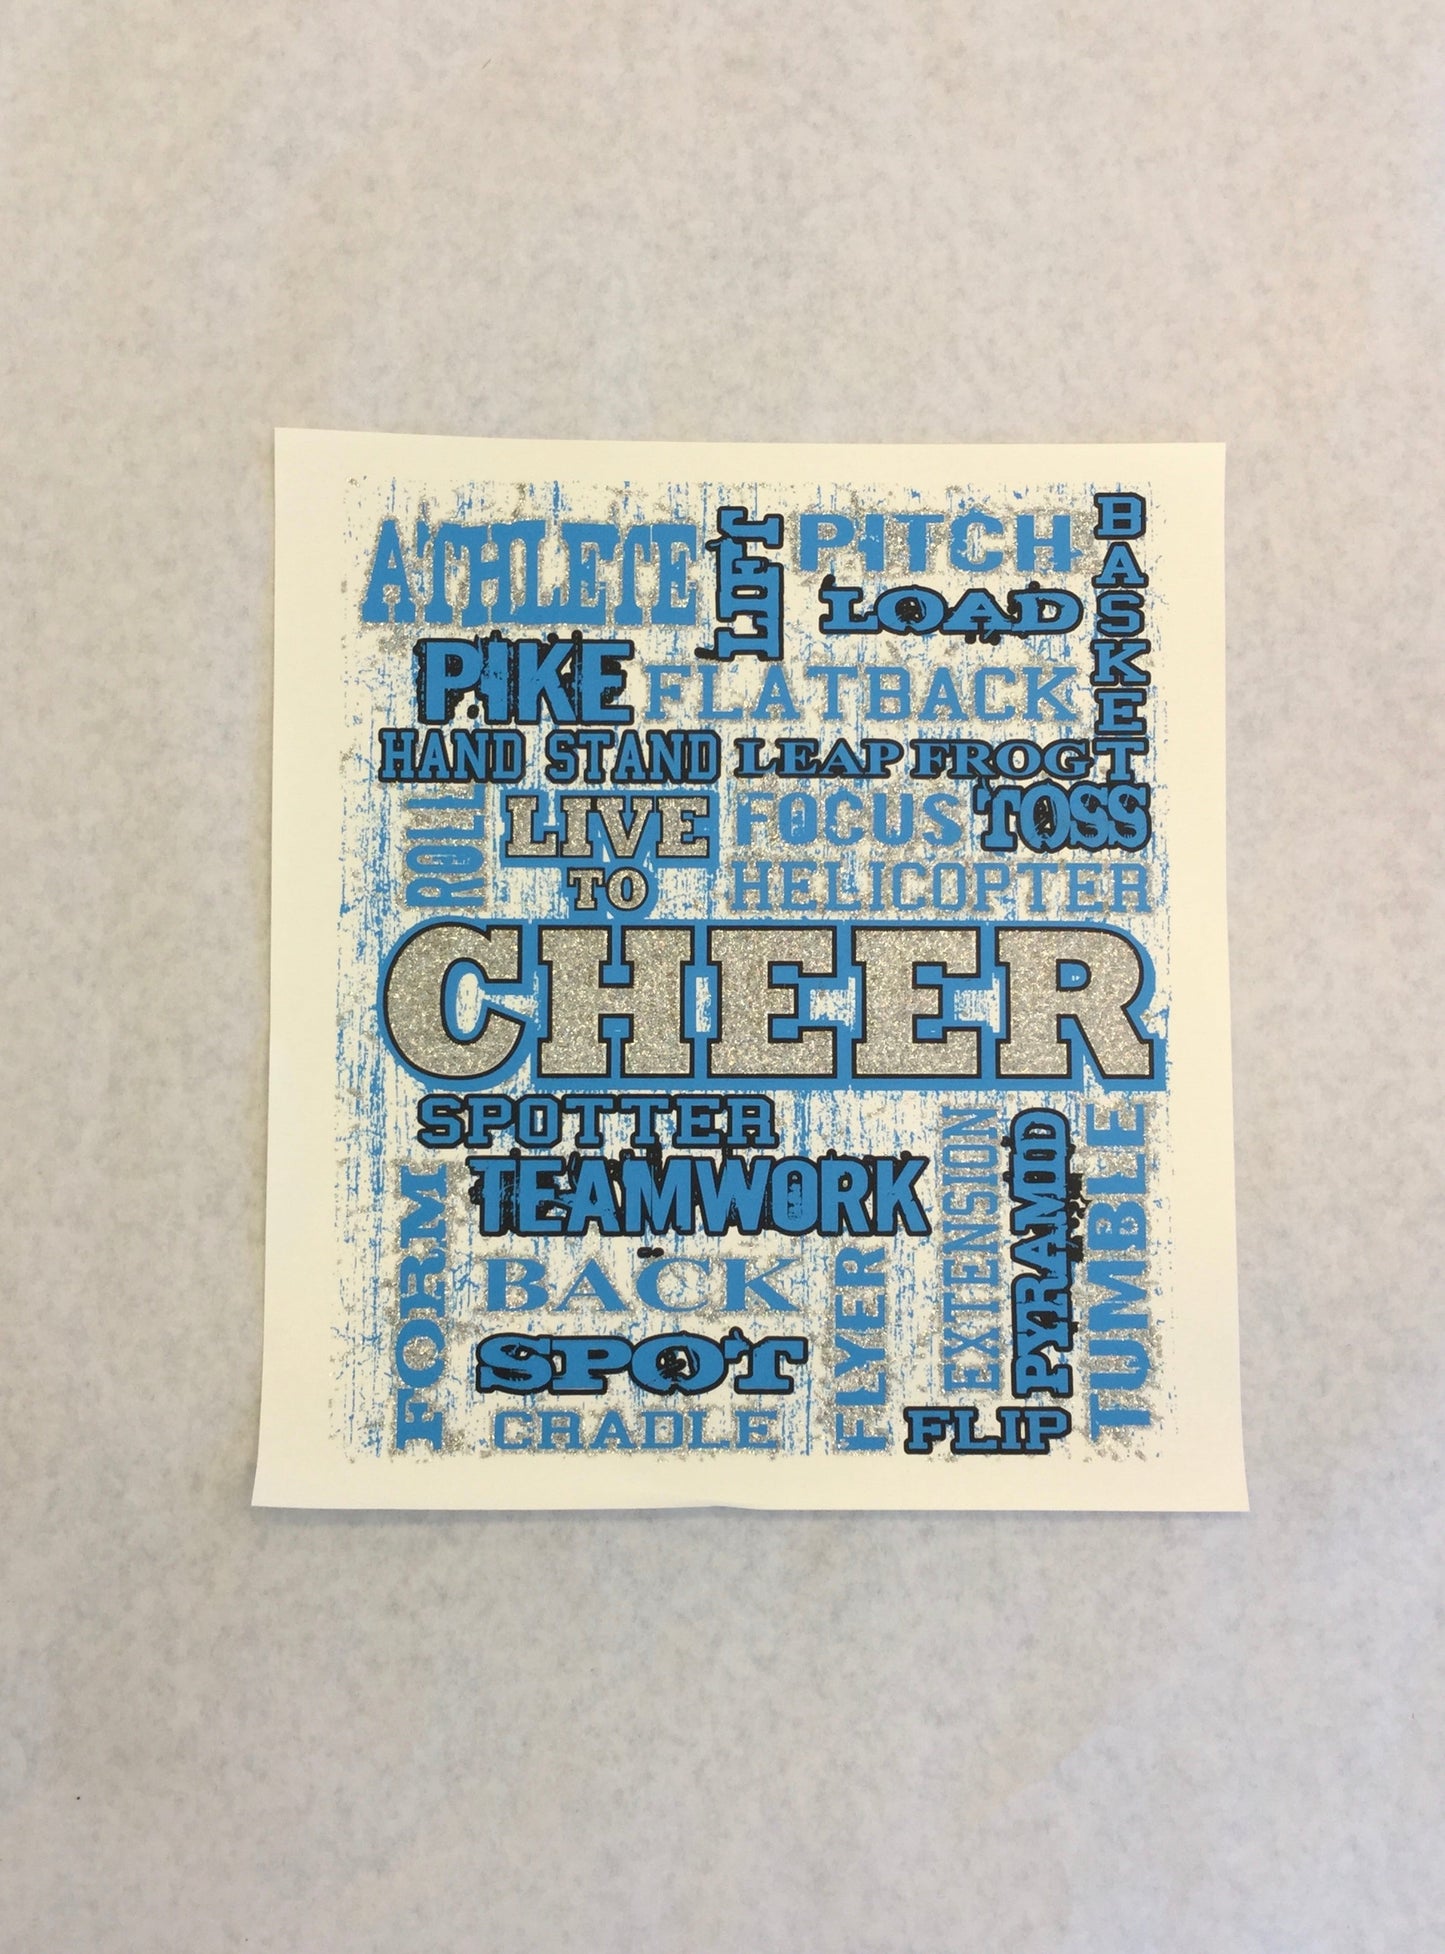 ATHLETE
LIFT
PITCH
BASKET
LOAD
PIKE
FLATBACK
HAND STAND
LEAP FROG
ROLL
LIVE
TO
FOCUS
TOSS
HELICOPTER
CHEER
SPOTTER
TEAMWORK
FORM
BACK
SPOT
CRADLE
FLYER
EXTENSION
PYRAMID
TUMBLE
FLIP